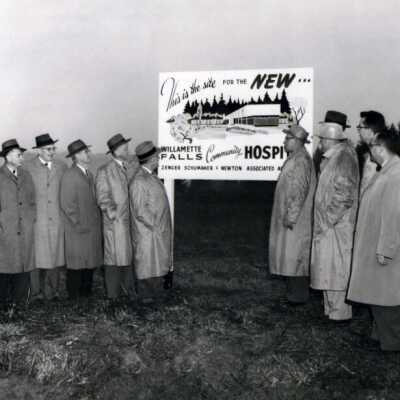 This is the site FOR THE NEW...
WILLAMETTE
FALLS Community HOSPI
ZENGER SCHUMAKER & NEWTON ASSOCIATED A